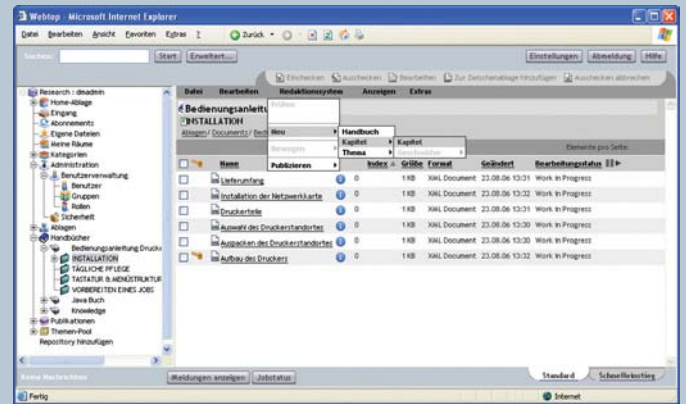 Webtop - Microsoft Internet Explorer
Datei Bearbeiten Ansicht Favoriten Extras ?
Zurück
Suchen: Start Erweitert... Einstellungen Abmeldung Hilfe
Einchecken Auschecken Bearbeiten Zur Zwischenablage hinzufügen Auschecken abbrechen
Datei Bearbeiten Redaktionssystem Anzeigen Extras
Research : dmadmin
Home-Ablage
Eingang
Abonnements
Eigene Dateien
Meine Räume
Kategorien
Administration
Benutzerverwaltung
Benutzer
Gruppen
Rollen
Sicherheit
Ablagen
Handbücher
Bedienungsanleitung Drucke
INSTALLATION
TÄGLICHE PFLEGE
TASTATUR & MENÜSTRUKTUR
VORBEREITEN EINES JOBS
Java Buch
Knowledge
Publikationen
Themen-Pool
Repository hinzufügen
Bedienungsanleitu
INSTALLATION
Ablagen / Documents / Bedi
Prüfen
Neu Handbuch
Kapitel Kapitel
Thema Geschwister
Bewegen
Publizieren
Elemente pro Seite:
Name Index Größe Format Geändert Bearbeitungsstatus
Lieferumfang 0 1 KB XML Document 23.08.06 13:31 Work In Progress
Installation der Netzwerkkarte 0 1 KB XML Document 23.08.06 13:32 Work In Progress
Druckerteile 0 1 KB XML Document 23.08.06 13:31 Work In Progress
Auswahl des Druckerstandortes 0 1 KB XML Document 23.08.06 13:30 Work In Progress
Auspacken des Druckerstandortes 0 1 KB XML Document 23.08.06 13:30 Work In Progress
Aufbau des Druckers 0 1 KB XML Document 23.08.06 13:32 Work In Progress
Keine Nachrichten Meldungen anzeigen Jobstatus Standard Schnelleinstieg
Fertig Internet